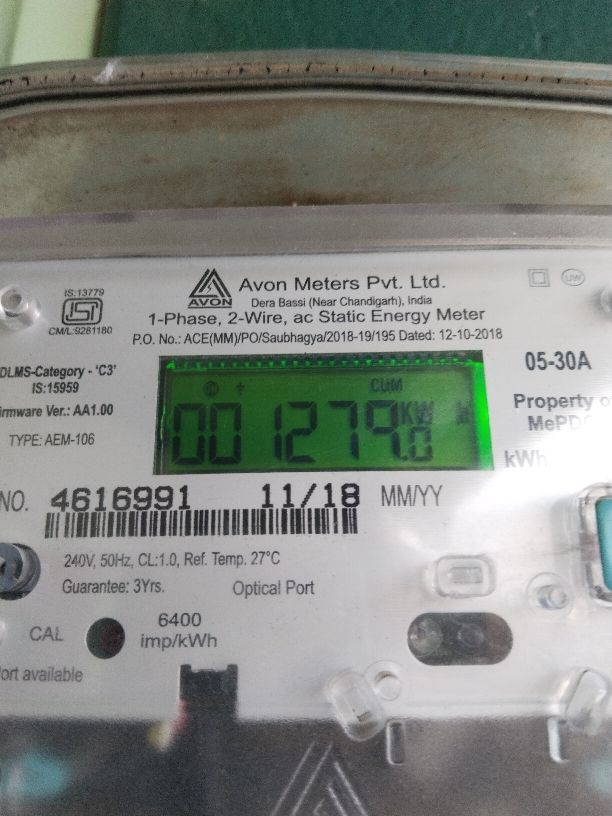 IS:13779
ISI
CM/L:9281180
AVON
Avon Meters Pvt. Ltd.
Dera Bassi (Near Chandigarh), India
1-Phase, 2-Wire, ac Static Energy Meter
P.O. No.: ACE(MM)/PO/Saubhagya/2018-19/195 Dated: 12-10-2018
UW
DLMS-Category - 'C3'
IS:15959
irmware Ver.: AA1.00
TYPE: AEM-106
CUM
001279.0 KW
05-30A
Property o
MePD
kWh
NO. 4616991 11/18 MM/YY
240V, 50Hz, CL:1.0, Ref. Temp. 27°C
Guarantee: 3Yrs. Optical Port
CAL
6400
imp/kWh
ort available